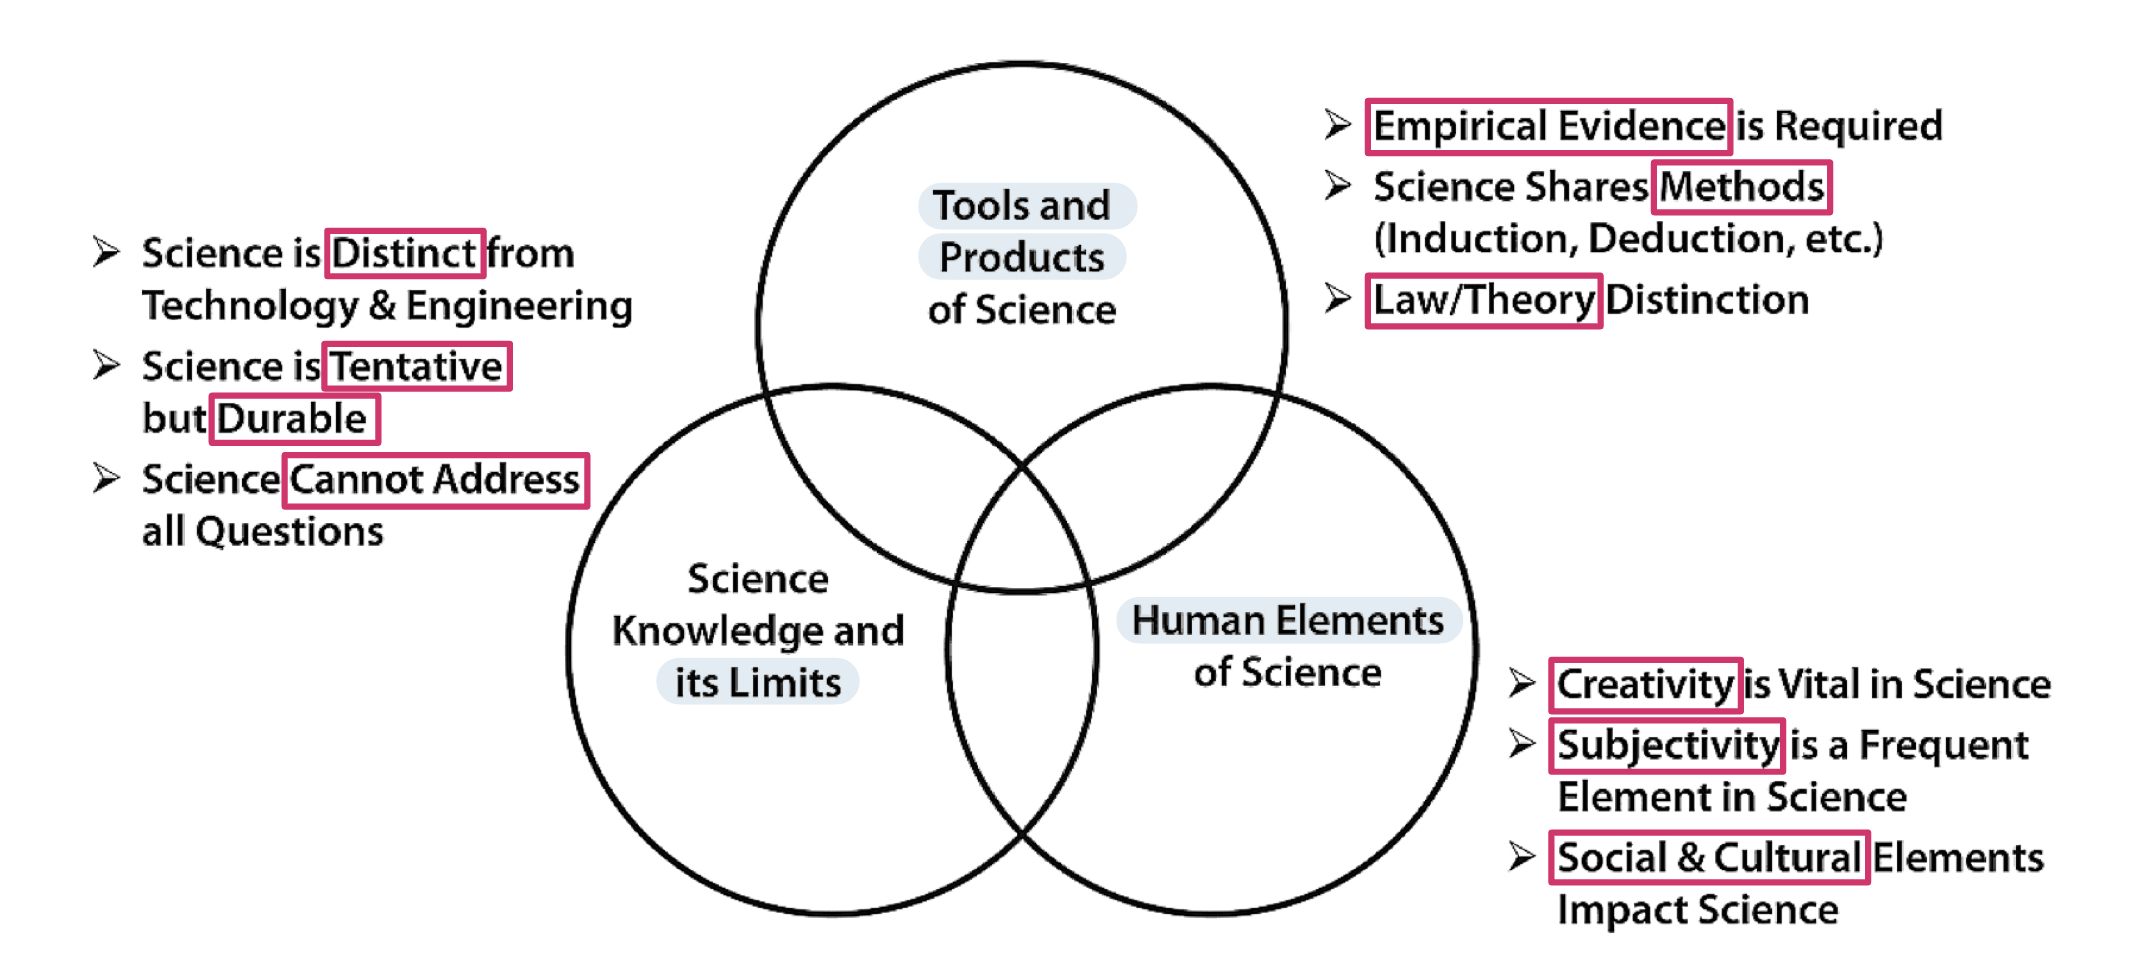 Tools and
Products
of Science
➢ Empirical Evidence is Required
➢ Science Shares Methods
(Induction, Deduction, etc.)
➢ Law/Theory Distinction
➢ Science is Distinct from
Technology & Engineering
➢ Science is Tentative
but Durable
➢ Science Cannot Address
all Questions
Science
Knowledge and
its Limits
Human Elements
of Science
➢ Creativity is Vital in Science
➢ Subjectivity is a Frequent
Element in Science
➢ Social & Cultural Elements
Impact Science